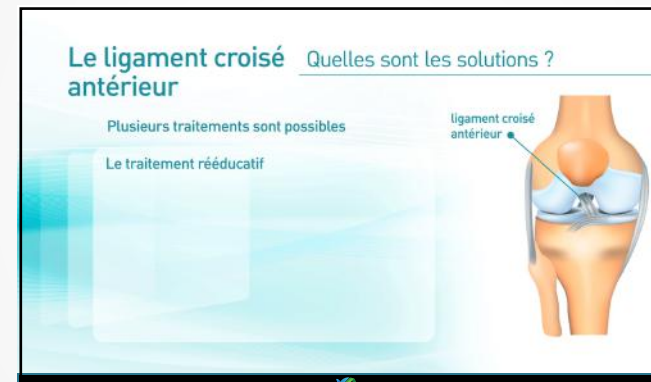 Le ligament croisé
antérieur
Quelles sont les solutions ?
Plusieurs traitements sont possibles
Le traitement rééducatif
ligament croisé
antérieur